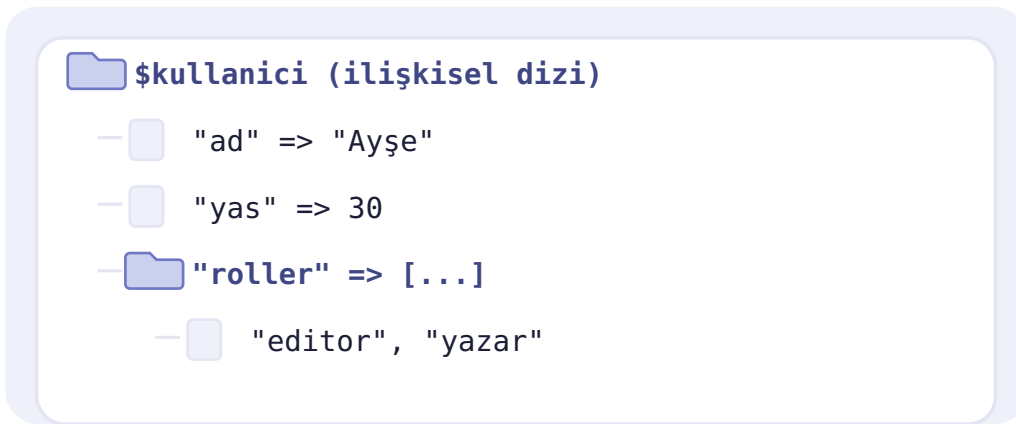 $kullanici (ilişkisel dizi)
"ad" => "Ayşe"
"yas" => 30
"roller" => [...]
"editor", "yazar"